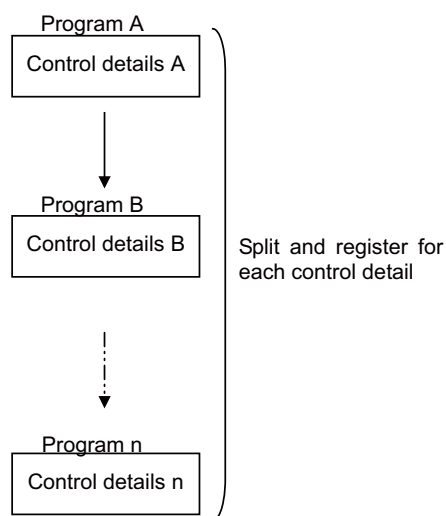 Program A
Control details A
Program B
Control details B
Split and register for
each control detail
Program n
Control details n